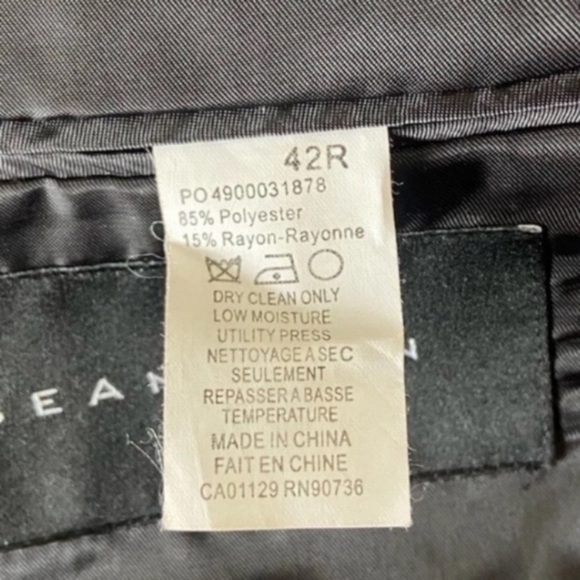 42R
PO 4900031878
85% Polyester
15% Rayon-Rayonne
DRY CLEAN ONLY
LOW MOISTURE
UTILITY PRESS
NETTOYAGE A SEC
SEULEMENT
REPASSER A BASSE
TEMPERATURE
MADE IN CHINA
FAIT EN CHINE
CA01129 RN90736
SEAN N